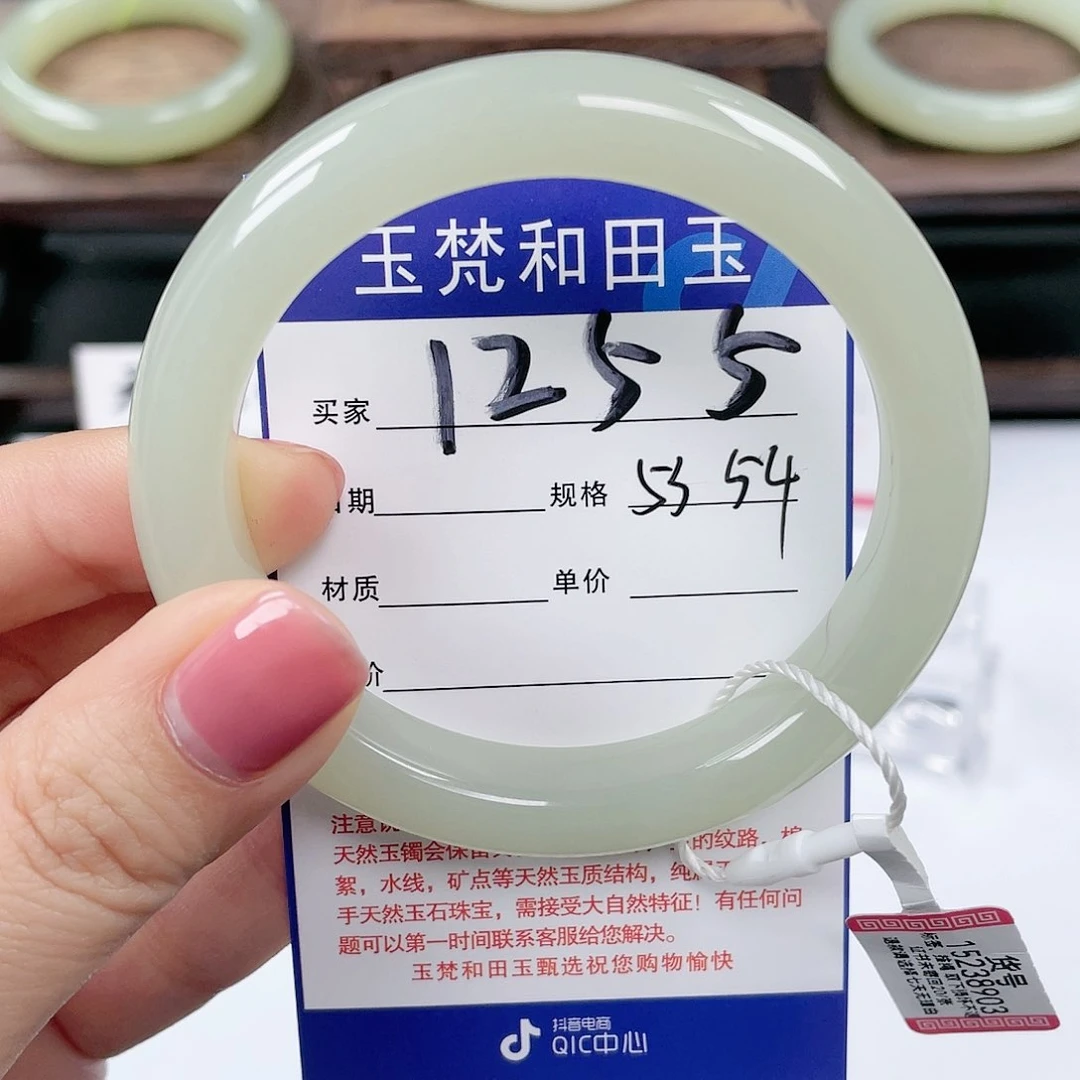 玉梵和田玉
买家 1255
期 规格 53 54
材质 单价
价
注意
天然玉镯会保留 的纹路、棉
絮，水线，矿点等天然玉质结构，纯
手天然玉石珠宝，需接受大自然特征！有任何问
题可以第一时间联系客服给您解决。
玉梵和田玉甄选祝您购物愉快
抖音电商
QIC中心
货号
15238903